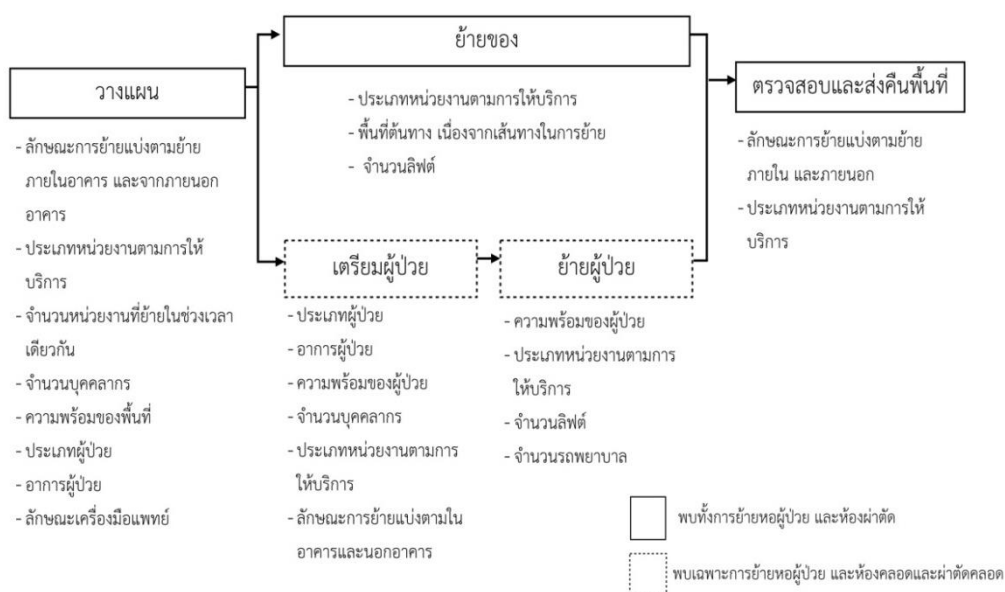 ย้ายของ
วางแผน
ตรวจสอบและส่งคืนพื้นที่
- ลักษณะการย้ายแบ่งตามย้าย
ภายในอาคาร และจากภายนอก
อาคาร
- ประเภทหน่วยงานตามการให้
บริการ
- จำนวนหน่วยงานที่ย้ายในช่วงเวลา
เดียวกัน
- จำนวนบุคคลากร
- ความพร้อมของพื้นที่
- ประเภทผู้ป่วย
- อาการผู้ป่วย
- ลักษณะเครื่องมือแพทย์
- ประเภทหน่วยงานตามการให้บริการ
- พื้นที่ต้นทาง เนื่องจากเส้นทางในการย้าย
- จำนวนลิฟต์
เตรียมผู้ป่วย
- ประเภทผู้ป่วย
- อาการผู้ป่วย
- ความพร้อมของผู้ป่วย
- จำนวนบุคคลากร
- ประเภทหน่วยงานตามการ
ให้บริการ
- ลักษณะการย้ายแบ่งตามใน
อาคารและนอกอาคาร
ย้ายผู้ป่วย
- ความพร้อมของผู้ป่วย
- ประเภทหน่วยงานตามการ
ให้บริการ
- จำนวนลิฟต์
- จำนวนรถพยาบาล
- ลักษณะการย้ายแบ่งตามย้าย
ภายใน และภายนอก
- ประเภทหน่วยงานตามการให้
บริการ
พบทั้งการย้ายหอผู้ป่วย และห้องผ่าตัด
พบเฉพาะการย้ายหอผู้ป่วย และห้องคลอดและผ่าตัดคลอด